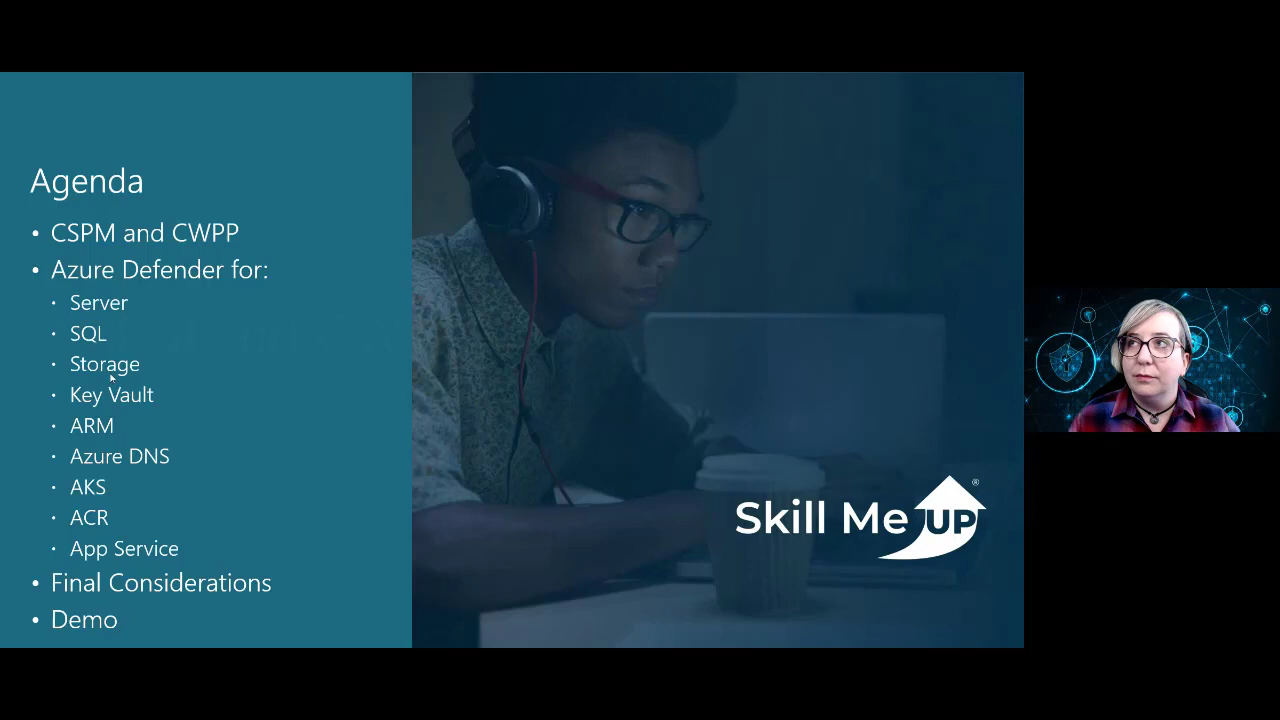 Agenda
• CSPM and CWPP
• Azure Defender for:
• Server
• SQL
• Storage
• Key Vault
• ARM
• Azure DNS
• AKS
• ACR
• App Service
• Final Considerations
• Demo
Skill Me UP®